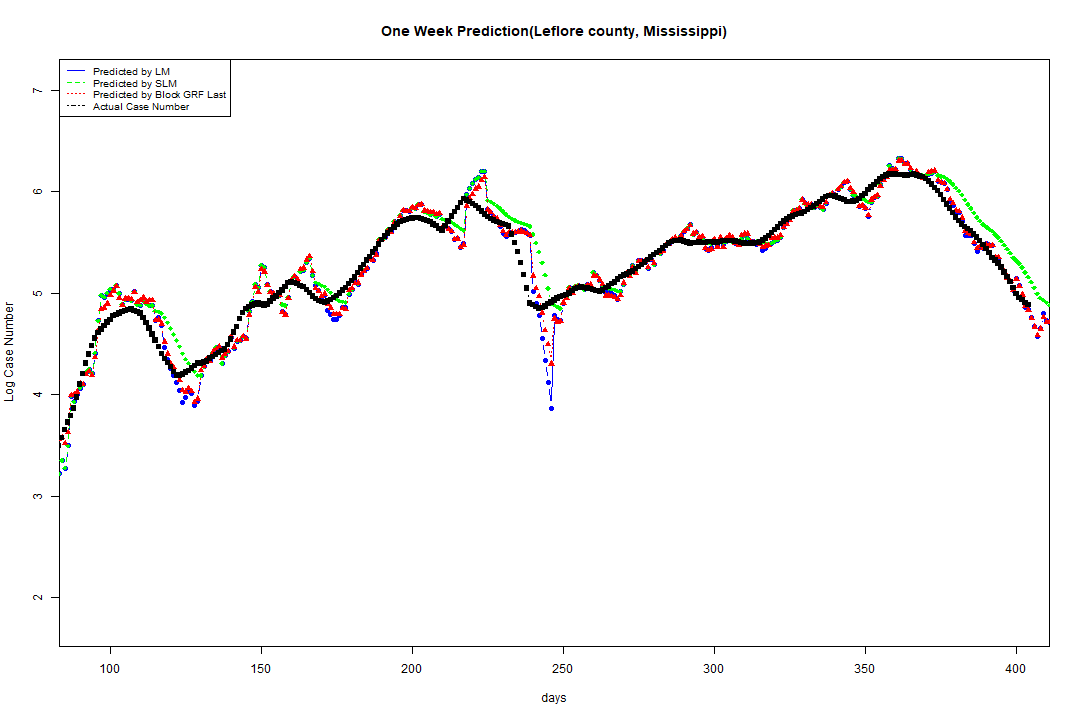 One Week Prediction(Leflore county, Mississippi)
Predicted by LM
Predicted by SLM
Predicted by Block GRF Last
Actual Case Number
7
6
5
4
3
2
Log Case Number
100 150 200 250 300 350 400
days